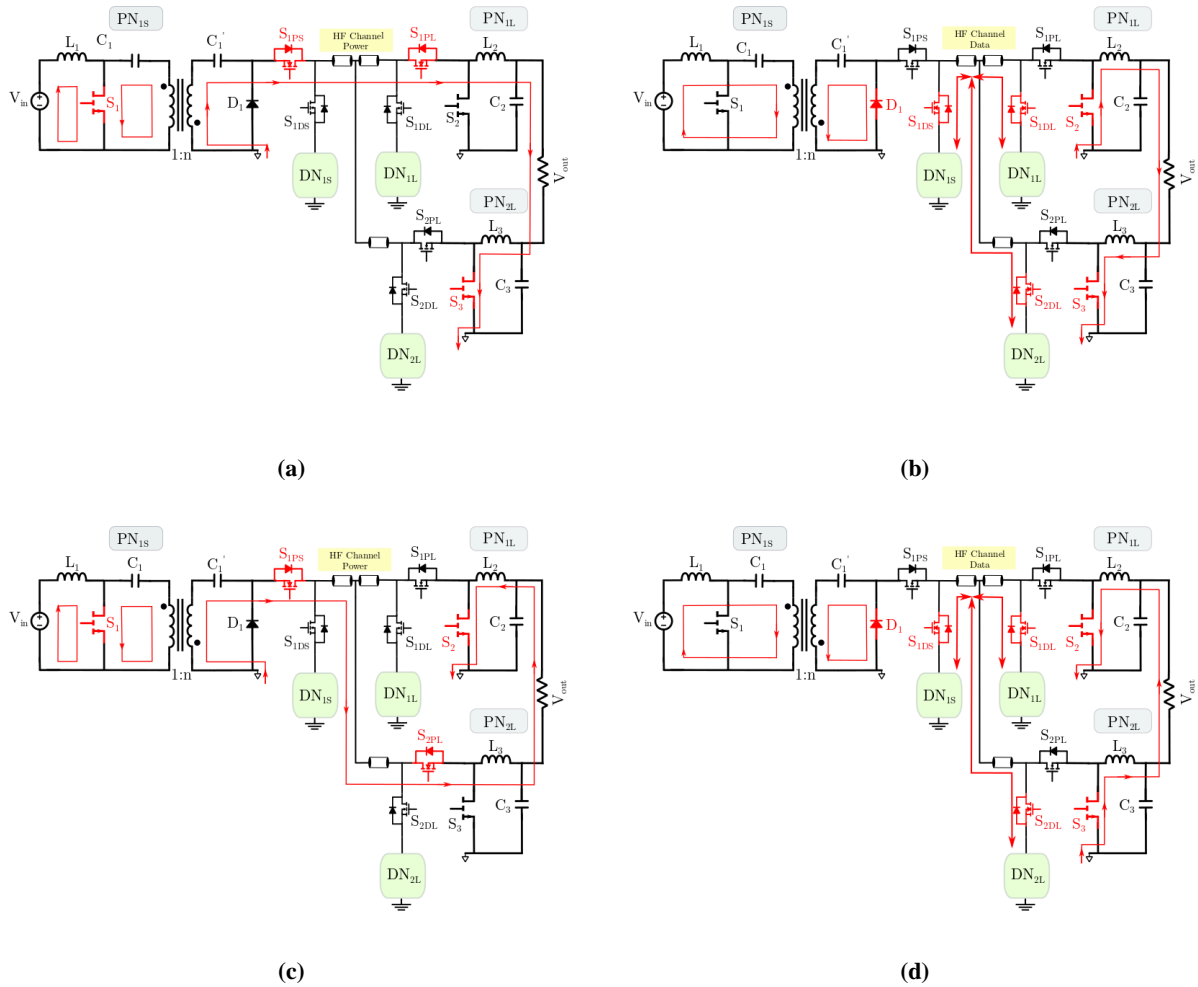 PN1S
PN1L
L1
C1
C1'
S1PS
HF Channel
Power
S1PL
L2
Vin
S1
D1
S1DS
S1DL
S2
C2
1:n
DN1S
DN1L
Vout
PN2L
S2PL
L3
S2DL
S3
C3
DN2L
(a)
PN1S
PN1L
L1
C1
C1'
S1PS
HF Channel
Data
S1PL
L2
Vin
S1
D1
S1DS
S1DL
S2
C2
1:n
DN1S
DN1L
Vout
PN2L
S2PL
L3
S2DL
S3
C3
DN2L
(b)
PN1S
PN1L
L1
C1
C1'
S1PS
HF Channel
Power
S1PL
L2
Vin
S1
D1
S1DS
S1DL
S2
C2
1:n
DN1S
DN1L
Vout
PN2L
S2PL
L3
S2DL
S3
C3
DN2L
(c)
PN1S
PN1L
L1
C1
C1'
S1PS
HF Channel
Data
S1PL
L2
Vin
S1
D1
S1DS
S1DL
S2
C2
1:n
DN1S
DN1L
Vout
PN2L
S2PL
L3
S2DL
S3
C3
DN2L
(d)